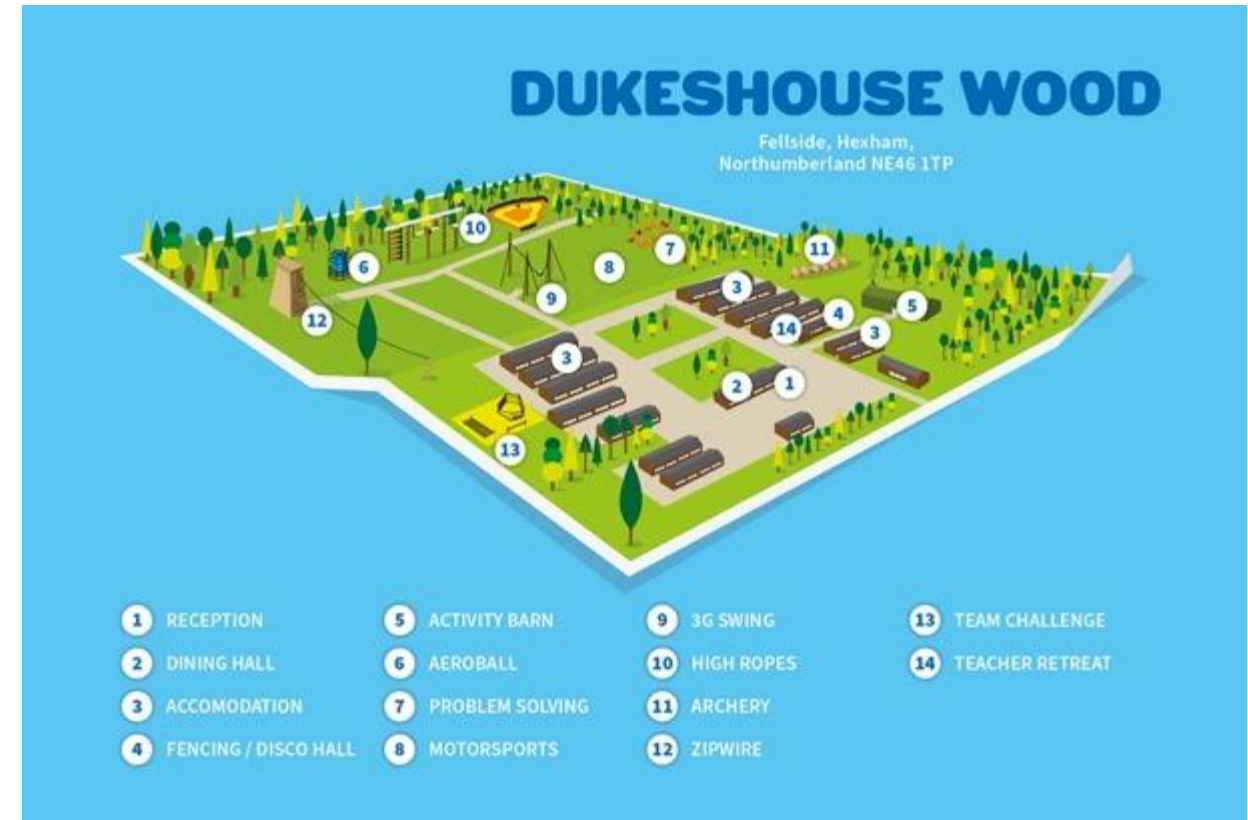 DUKESHOUSE WOOD
Fellside, Hexham,
Northumberland NE46 1TP
10
11
7
6
8
3
9
5
4
12
14
3
3
2
1
13
1 RECEPTION
2 DINING HALL
3 ACCOMODATION
4 FENCING / DISCO HALL
5 ACTIVITY BARN
6 AEROBALL
7 PROBLEM SOLVING
8 MOTORSPORTS
9 3G SWING
10 HIGH ROPES
11 ARCHERY
12 ZIPWIRE
13 TEAM CHALLENGE
14 TEACHER RETREAT